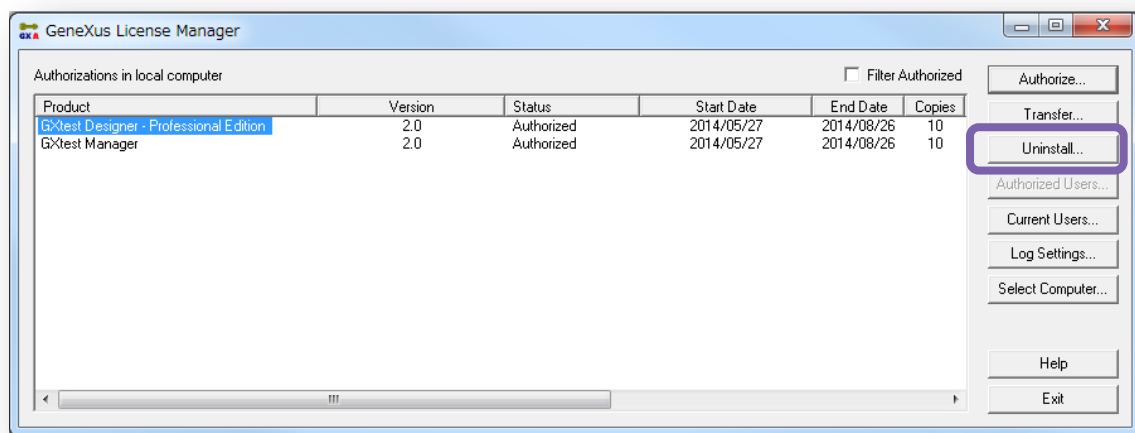 GXA GeneXus License Manager
Authorizations in local computer
Filter Authorized
Product Version Status Start Date End Date Copies
GXtest Designer - Professional Edition 2.0 Authorized 2014/05/27 2014/08/26 10
GXtest Manager 2.0 Authorized 2014/05/27 2014/08/26 10
Authorize...
Transfer...
Uninstall...
Authorized Users...
Current Users...
Log Settings...
Select Computer...
Help
Exit